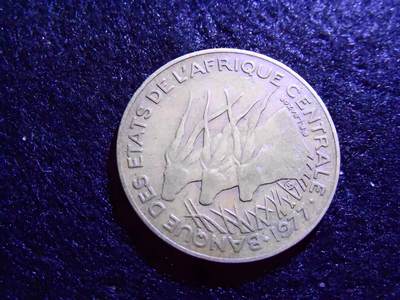 BANQUE DES ETATS DE L'AFRIQUE CENTRALE
· 1977 ·